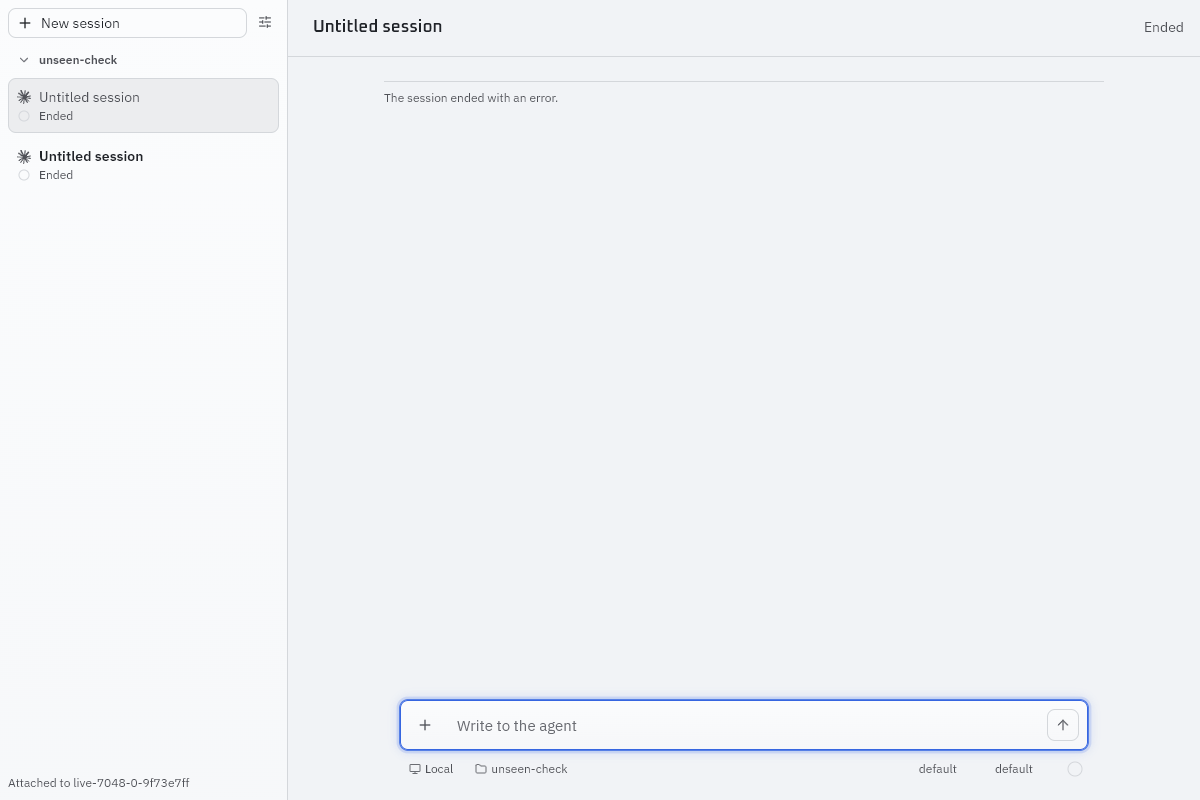 New session
unseen-check
Untitled session
Ended
Untitled session
Ended
Attached to live-7048-0-9f73e7ff
Untitled session
Ended
The session ended with an error.
Write to the agent
Local
unseen-check
default
default